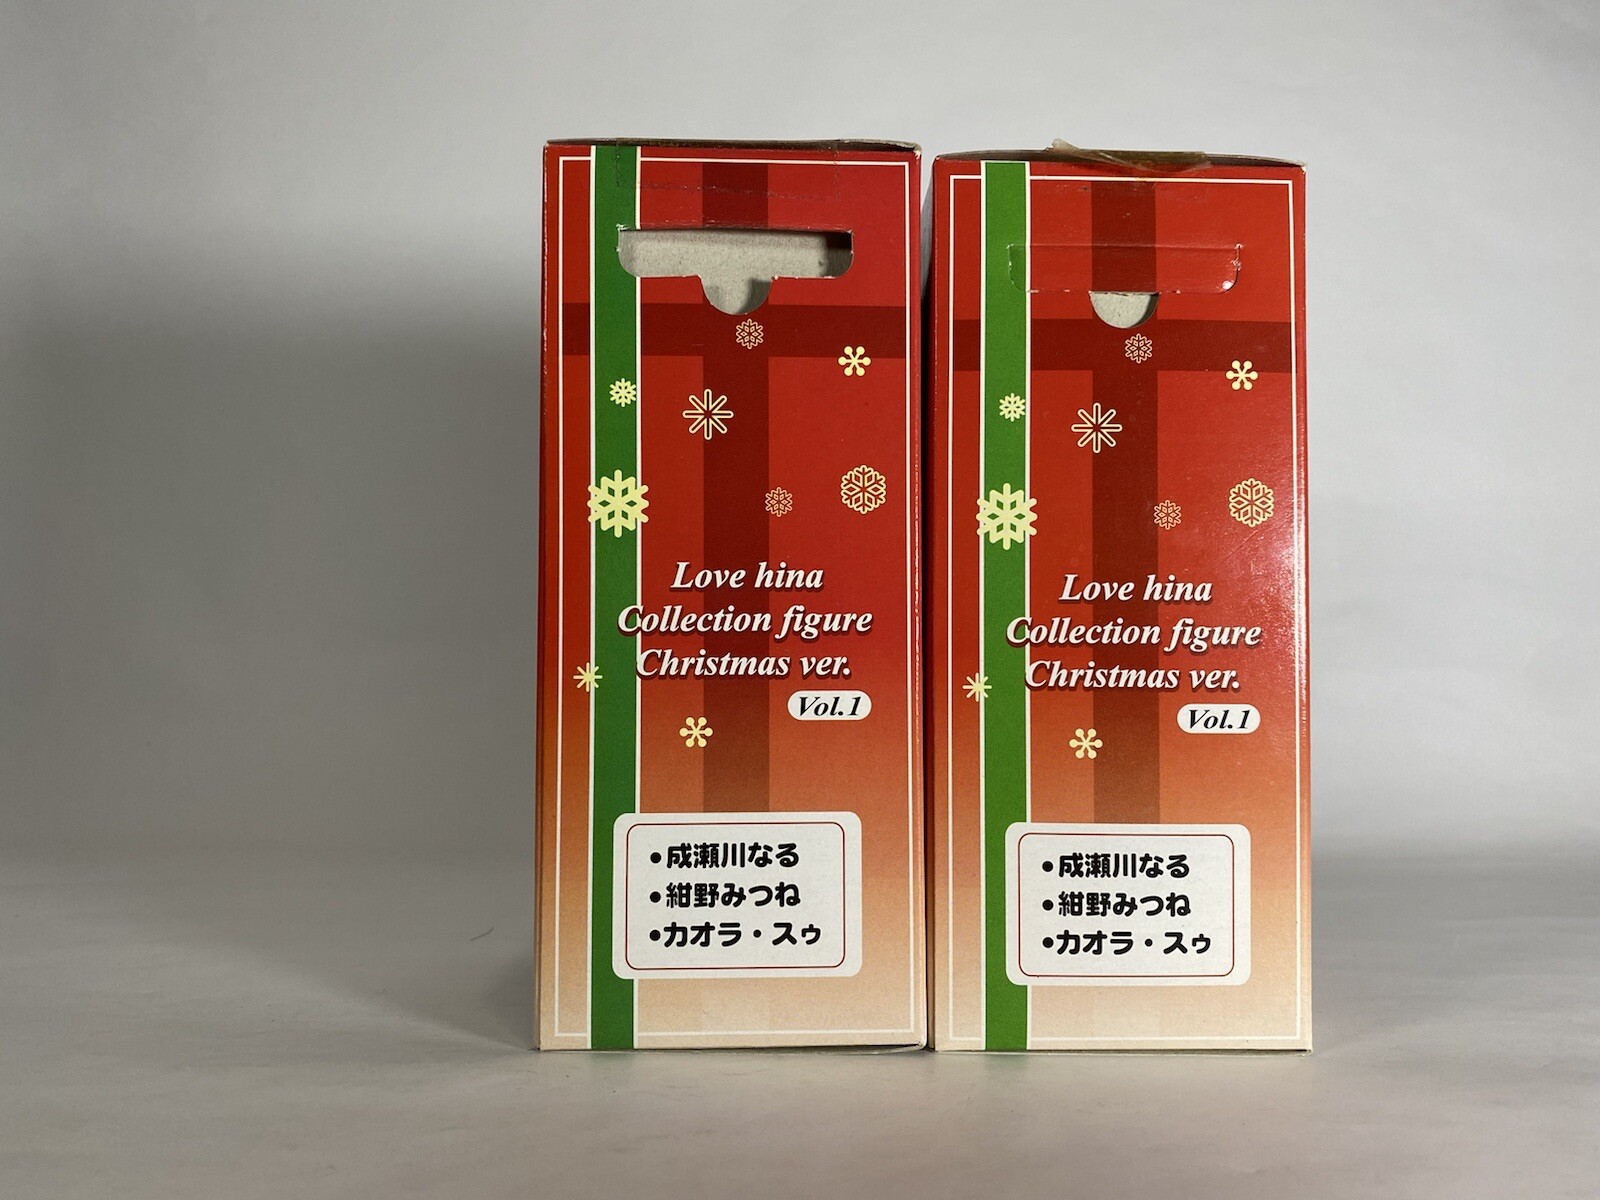 Love hina
Collection figure
Christmas ver.
Vol.1
•成瀬川なる
•紺野みつね
•カオラ・スゥ
Love hina
Collection figure
Christmas ver.
Vol.1
•成瀬川なる
•紺野みつね
•カオラ・スゥ